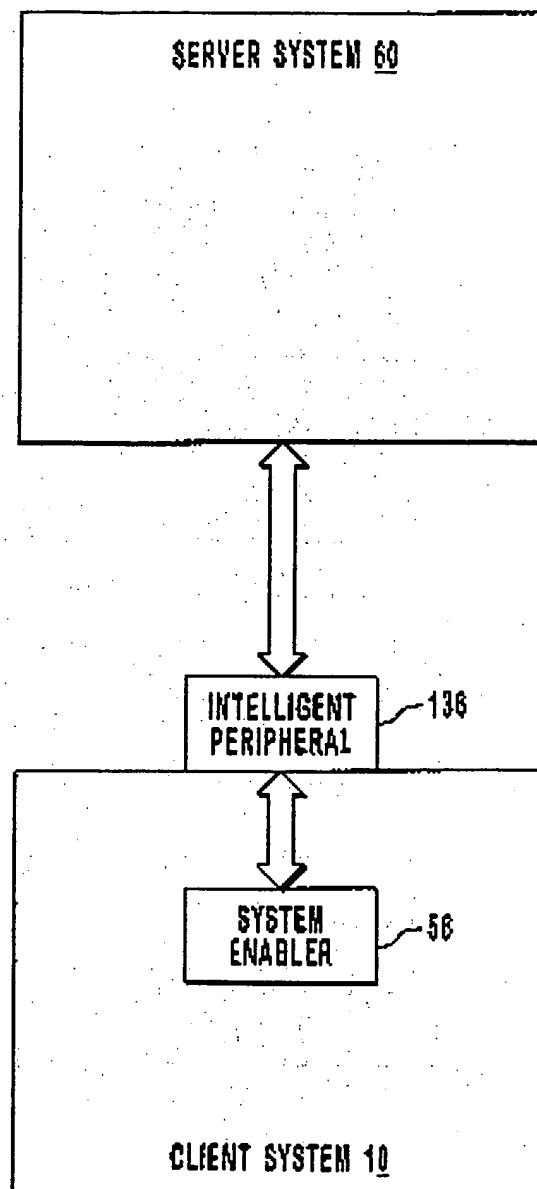 SERVER SYSTEM 60
INTELLIGENT
PERIPHERAL
136
SYSTEM
ENABLER
56
CLIENT SYSTEM 10